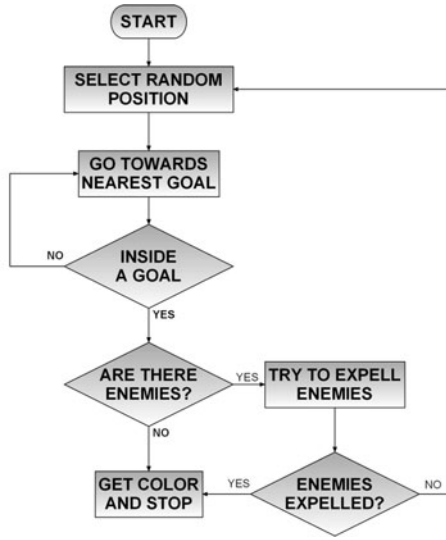 START
SELECT RANDOM
POSITION
GO TOWARDS
NEAREST GOAL
NO
INSIDE
A GOAL
YES
ARE THERE
ENEMIES?
YES
TRY TO EXPELL
ENEMIES
NO
GET COLOR
AND STOP
YES
ENEMIES
EXPELLED?
NO